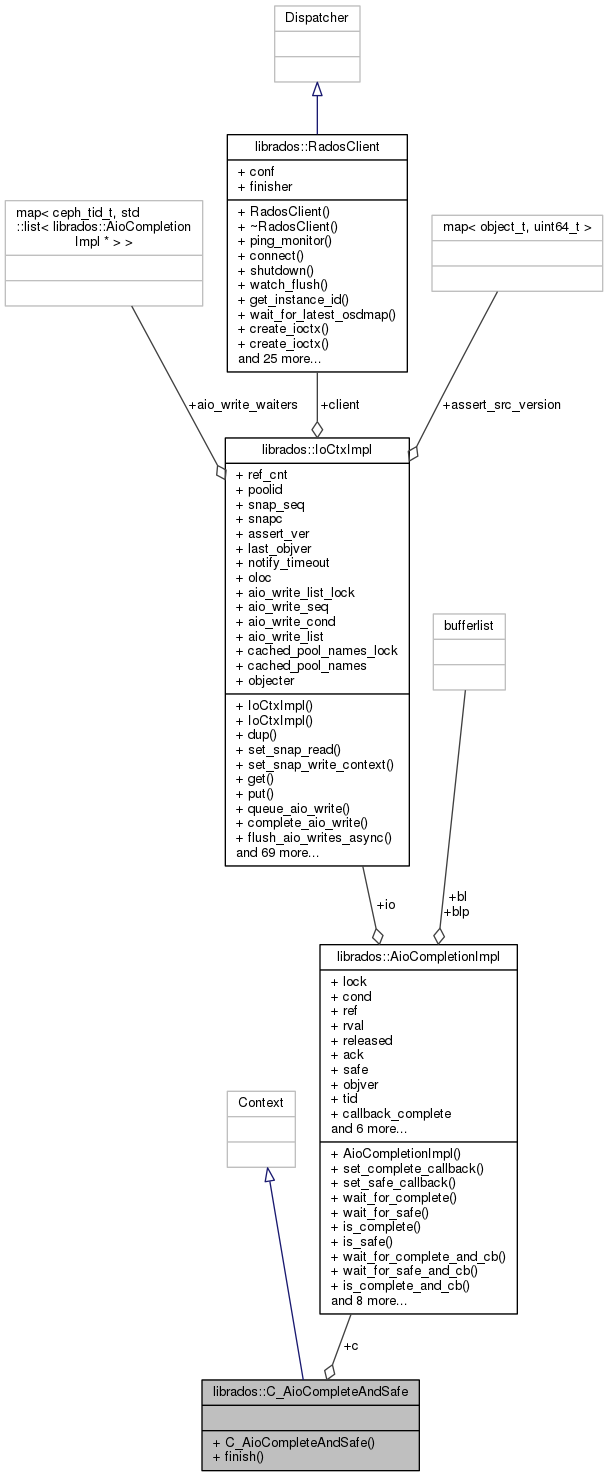 Dispatcher
librados::RadosClient
+ conf
+ finisher
+ RadosClient()
+ ~RadosClient()
+ ping_monitor()
+ connect()
+ shutdown()
+ watch_flush()
+ get_instance_id()
+ wait_for_latest_osdmap()
+ create_ioctx()
+ create_ioctx()
and 25 more...
map< ceph_tid_t, std
::list< librados::AioCompletion
Impl * > >
map< object_t, uint64_t >
+aio_write_waiters
+client
+assert_src_version
librados::IoCtxImpl
+ ref_cnt
+ poolid
+ snap_seq
+ snapc
+ assert_ver
+ last_objver
+ notify_timeout
+ oloc
+ aio_write_list_lock
+ aio_write_seq
+ aio_write_cond
+ aio_write_list
+ cached_pool_names_lock
+ cached_pool_names
+ objecter
+ IoCtxImpl()
+ IoCtxImpl()
+ dup()
+ set_snap_read()
+ set_snap_write_context()
+ get()
+ put()
+ queue_aio_write()
+ complete_aio_write()
+ flush_aio_writes_async()
and 69 more...
bufferlist
+io
+bl
+blp
librados::AioCompletionImpl
+ lock
+ cond
+ ref
+ rval
+ released
+ ack
+ safe
+ objver
+ tid
+ callback_complete
and 6 more...
+ AioCompletionImpl()
+ set_complete_callback()
+ set_safe_callback()
+ wait_for_complete()
+ wait_for_safe()
+ is_complete()
+ is_safe()
+ wait_for_complete_and_cb()
+ wait_for_safe_and_cb()
+ is_complete_and_cb()
and 8 more...
Context
+c
librados::C_AioCompleteAndSafe
+ C_AioCompleteAndSafe()
+ finish()